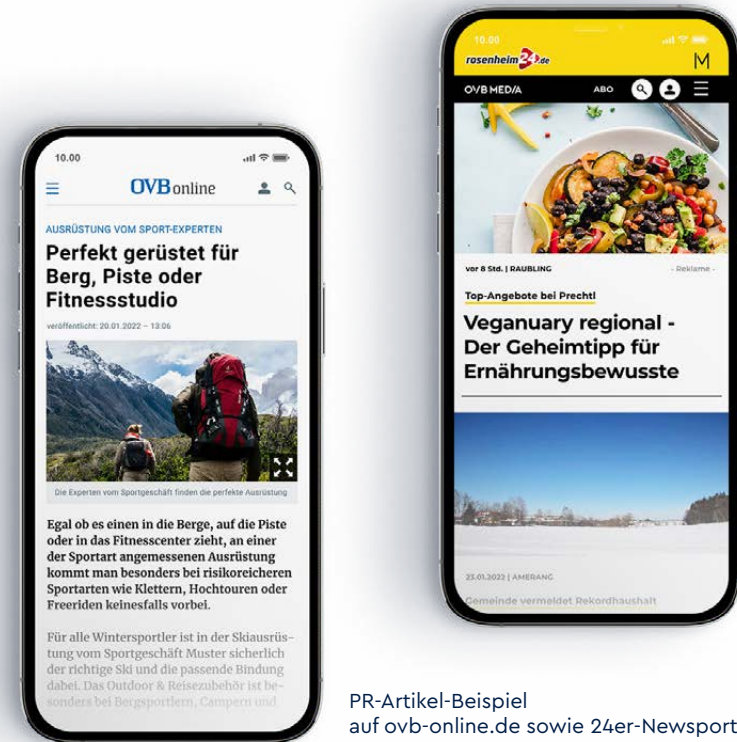 10.00
OVB online
AUSRÜSTUNG VOM SPORT-EXPERTEN
Perfekt gerüstet für
Berg, Piste oder
Fitnessstudio
veröffentlicht: 20.01.2022 – 13:06
Die Experten vom Sportgeschäft finden die perfekte Ausrüstung
Egal ob es einen in die Berge, auf die Piste
oder in das Fitnesscenter zieht, an einer
der Sportart angemessenen Ausrüstung
kommt man besonders bei risikoreicheren
Sportarten wie Klettern, Hochtouren oder
Freeriden keinesfalls vorbei.
Für alle Wintersportler ist in der Skiausrüs-
tung vom Sportgeschäft Muster sicherlich
der richtige Ski und die passende Bindung
dabei. Das Outdoor & Reisezubehör ist be-
sonders bei Bergsportlern, Campern und
10.00
rosenheim24.de
M
OVB MEDIA ABO
vor 8 Std. | RAUBLING - Reklame -
Top-Angebote bei Prechtl
Veganuary regional -
Der Geheimtipp für
Ernährungsbewusste
23.01.2022 | AMERANG
Gemeinde vermeldet Rekordhaushalt
PR-Artikel-Beispiel
auf ovb-online.de sowie 24er-Newsport